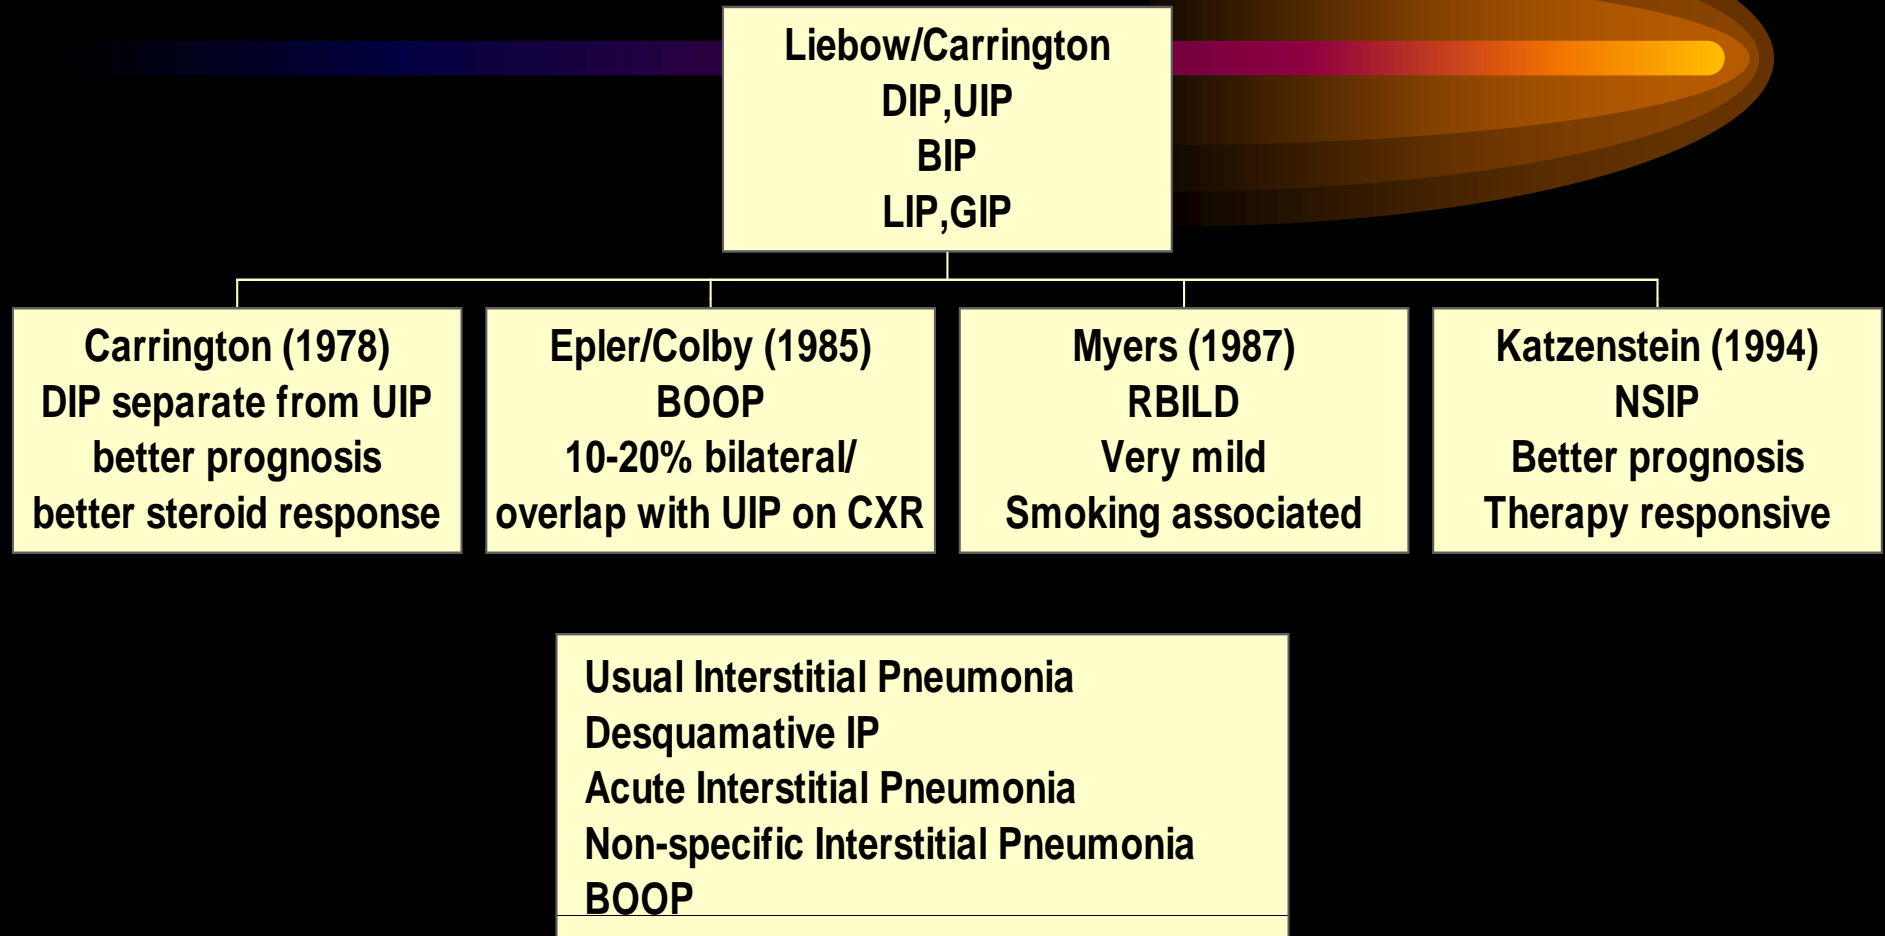 Liebow/Carrington
DIP,UIP
BIP
LIP,GIP
Carrington (1978)
DIP separate from UIP
better prognosis
better steroid response
Epler/Colby (1985)
BOOP
10-20% bilateral/
overlap with UIP on CXR
Myers (1987)
RBILD
Very mild
Smoking associated
Katzenstein (1994)
NSIP
Better prognosis
Therapy responsive
Usual Interstitial Pneumonia
Desquamative IP
Acute Interstitial Pneumonia
Non-specific Interstitial Pneumonia
BOOP